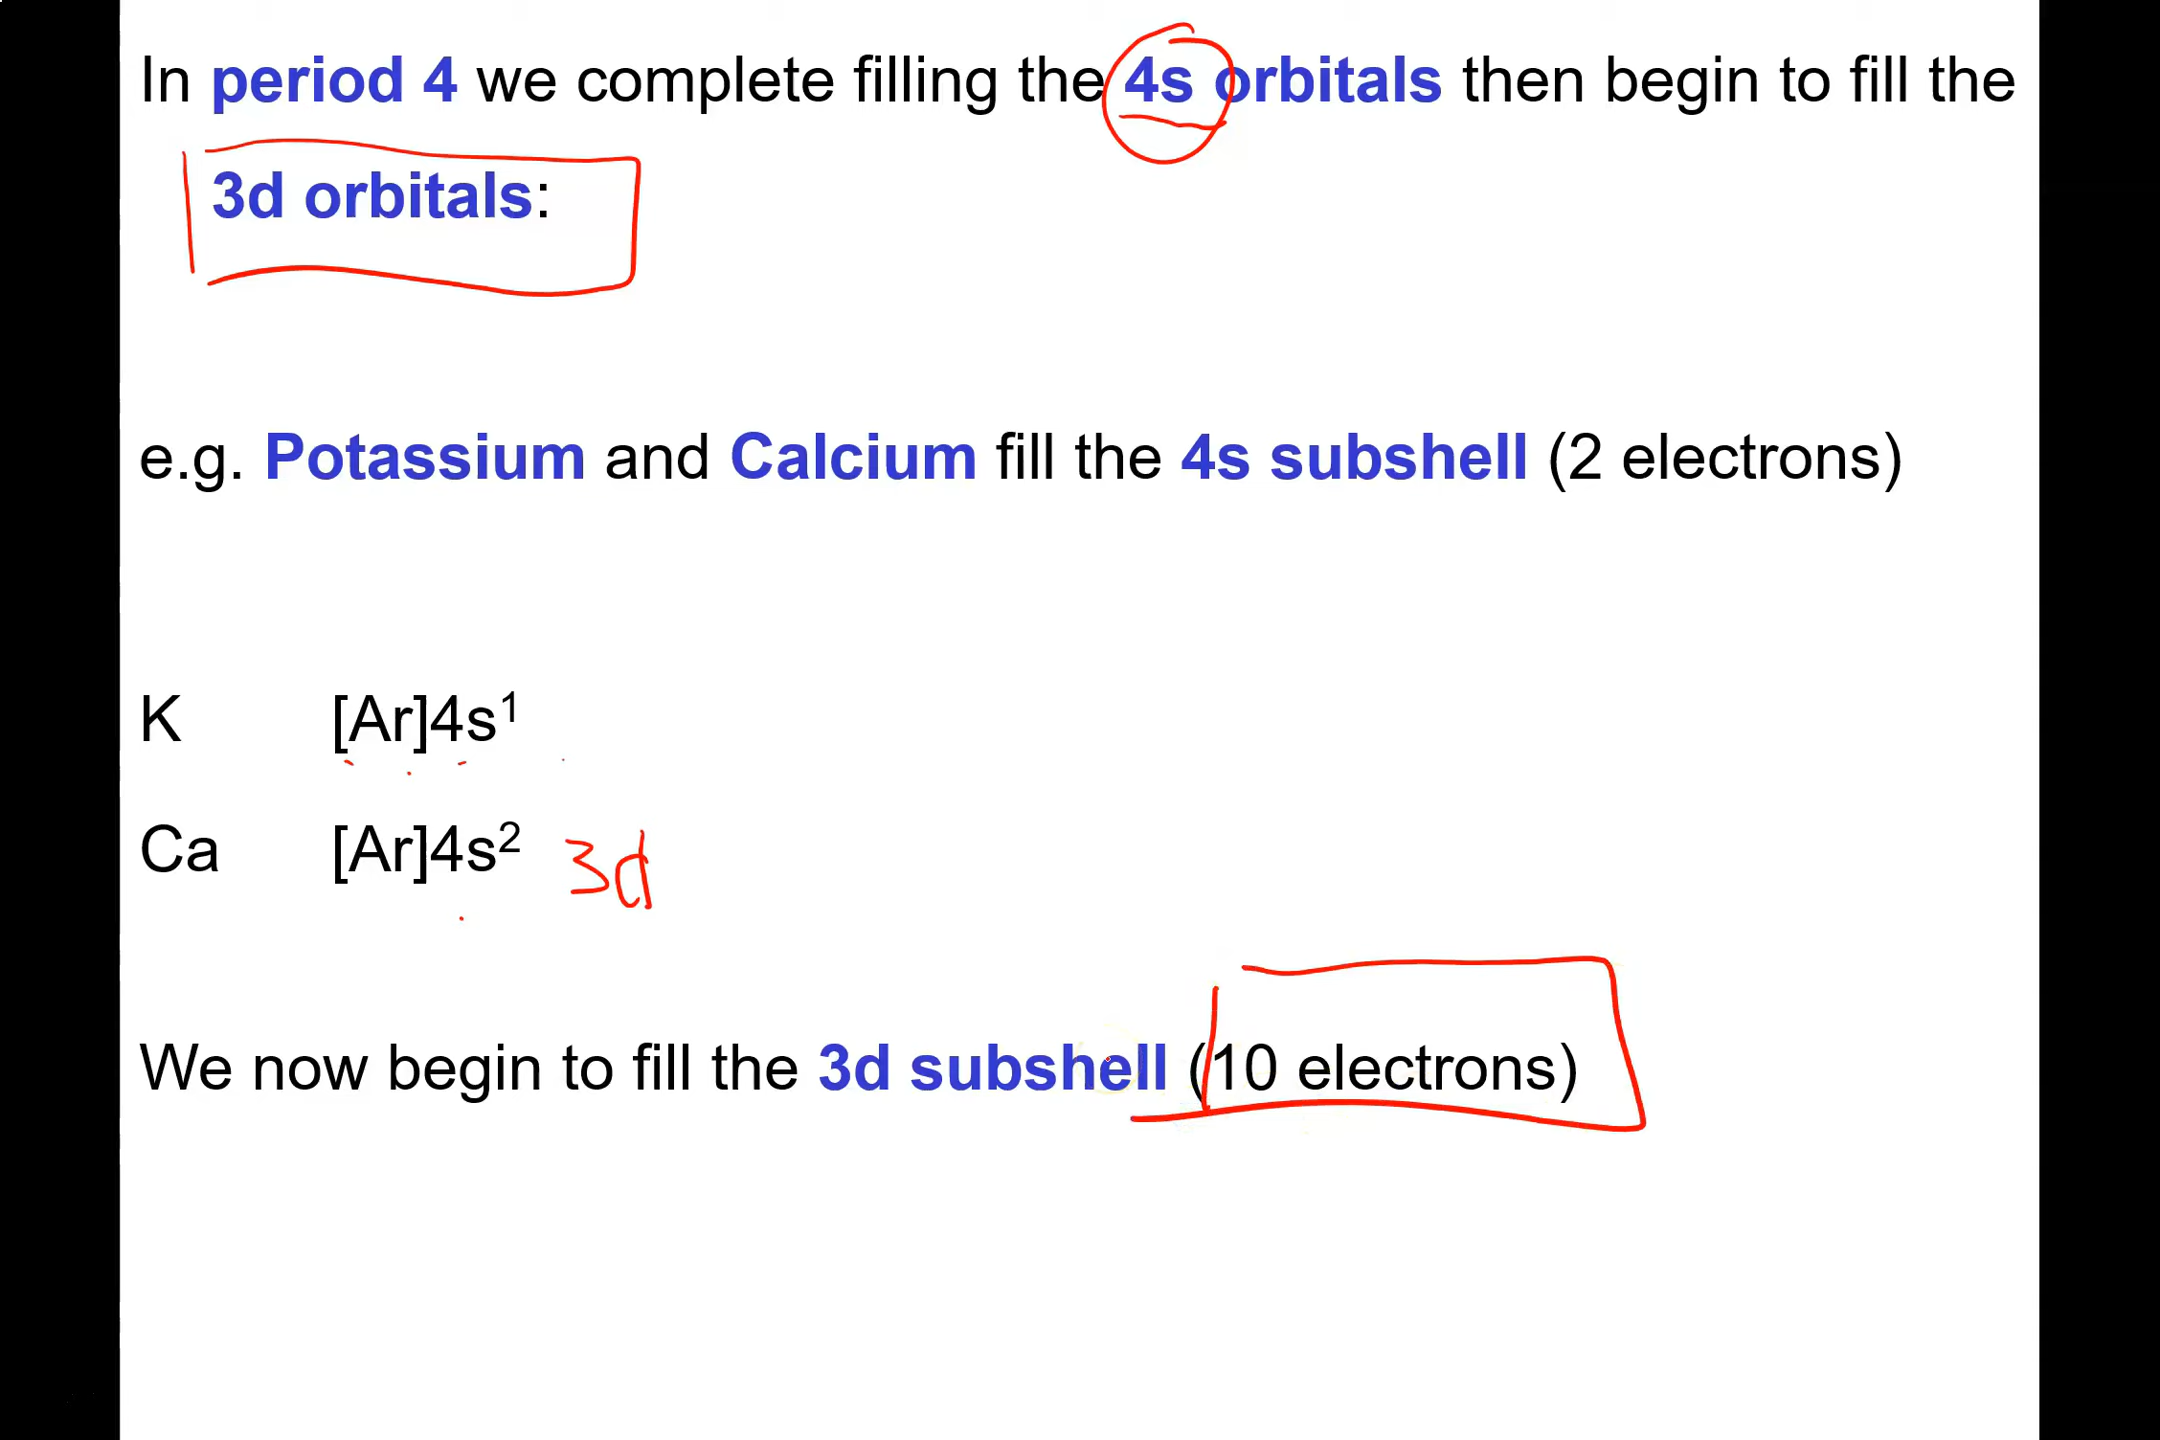 In period 4 we complete filling the 4s orbitals then begin to fill the
3d orbitals:
e.g. Potassium and Calcium fill the 4s subshell (2 electrons)
K [Ar]4s¹
Ca [Ar]4s² 3d
We now begin to fill the 3d subshell (10 electrons)